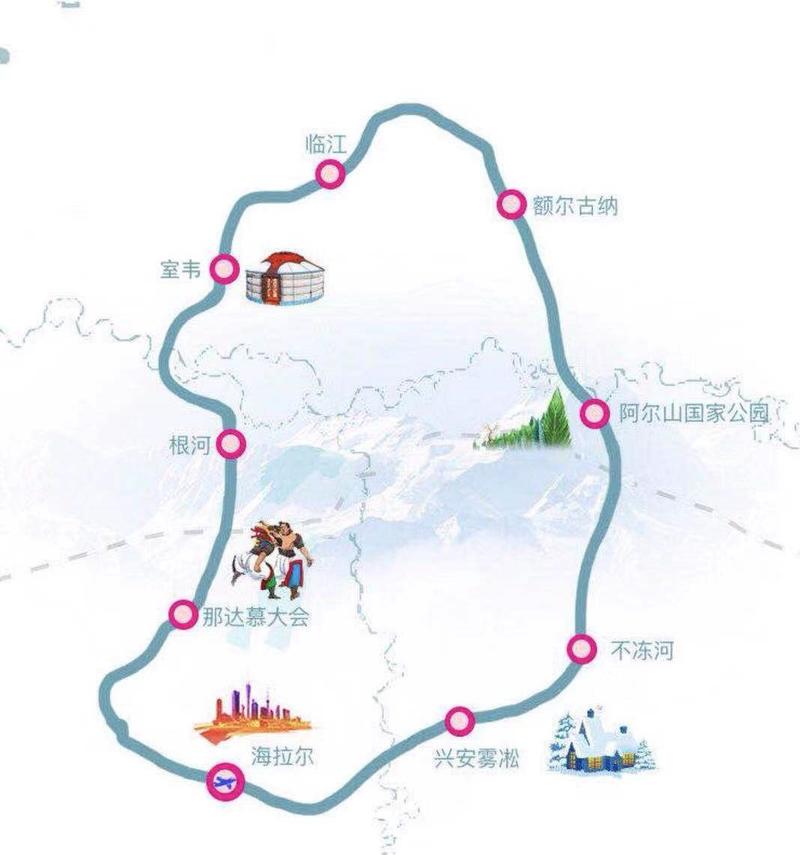 临江
额尔古纳
室韦
阿尔山国家公园
根河
那达慕大会
不冻河
海拉尔
兴安雾凇